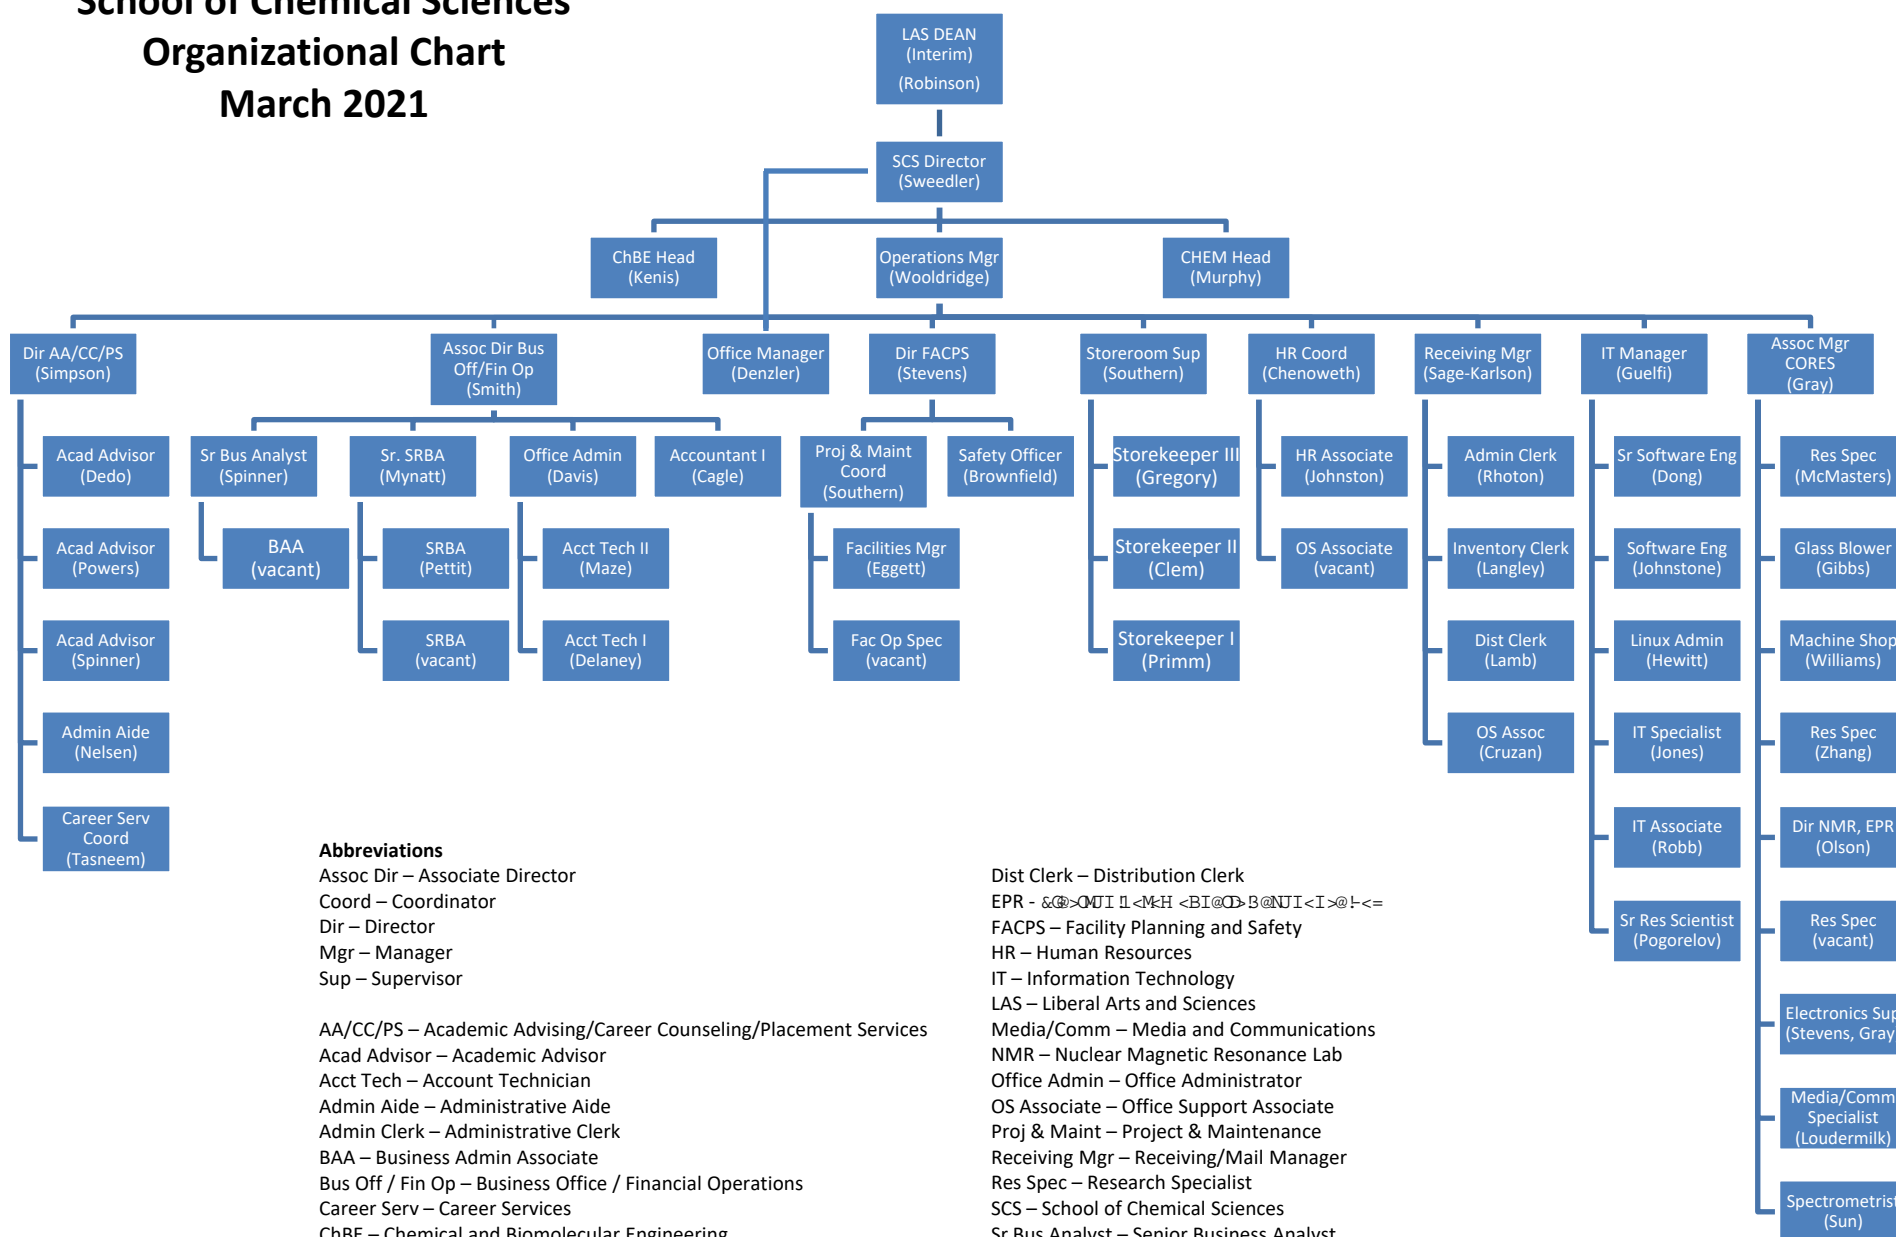 School of Chemical Sciences
Organizational Chart
March 2021
LAS DEAN
(Interim)
(Robinson)
SCS Director
(Sweedler)
ChBE Head
(Kenis)
Operations Mgr
(Wooldridge)
CHEM Head
(Murphy)
Dir AA/CC/PS
(Simpson)
Assoc Dir Bus
Off/Fin Op
(Smith)
Office Manager
(Denzler)
Dir FACPS
(Stevens)
Storeroom Sup
(Southern)
HR Coord
(Chenoweth)
Receiving Mgr
(Sage-Karlson)
IT Manager
(Guelfi)
Assoc Mgr
CORES
(Gray)
Acad Advisor
(Dedo)
Acad Advisor
(Powers)
Acad Advisor
(Spinner)
Admin Aide
(Nelsen)
Career Serv
Coord
(Tasneem)
Sr Bus Analyst
(Spinner)
BAA
(vacant)
Sr. SRBA
(Mynatt)
SRBA
(Pettit)
SRBA
(vacant)
Office Admin
(Davis)
Acct Tech II
(Maze)
Acct Tech I
(Delaney)
Accountant I
(Cagle)
Proj & Maint
Coord
(Southern)
Facilities Mgr
(Eggett)
Fac Op Spec
(vacant)
Safety Officer
(Brownfield)
Storekeeper III
(Gregory)
Storekeeper II
(Clem)
Storekeeper I
(Primm)
HR Associate
(Johnston)
OS Associate
(vacant)
Admin Clerk
(Rhoton)
Inventory Clerk
(Langley)
Dist Clerk
(Lamb)
OS Assoc
(Cruzan)
Sr Software Eng
(Dong)
Software Eng
(Johnstone)
Linux Admin
(Hewitt)
IT Specialist
(Jones)
IT Associate
(Robb)
Sr Res Scientist
(Pogorelov)
Res Spec
(McMasters)
Glass Blower
(Gibbs)
Machine Shop
(Williams)
Res Spec
(Zhang)
Dir NMR, EPR
(Olson)
Res Spec
(vacant)
Electronics Sup
(Stevens, Gray
Media/Comm
Specialist
(Loudermilk)
Spectrometrist
(Sun)
Abbreviations
Assoc Dir – Associate Director
Coord – Coordinator
Dir – Director
Mgr – Manager
Sup – Supervisor
AA/CC/PS – Academic Advising/Career Counseling/Placement Services
Acad Advisor – Academic Advisor
Acct Tech – Account Technician
Admin Aide – Administrative Aide
Admin Clerk – Administrative Clerk
BAA – Business Admin Associate
Bus Off / Fin Op – Business Office / Financial Operations
Career Serv – Career Services
ChBE – Chemical and Biomolecular Engineering
Dist Clerk – Distribution Clerk
EPR -
FACPS – Facility Planning and Safety
HR – Human Resources
IT – Information Technology
LAS – Liberal Arts and Sciences
Media/Comm – Media and Communications
NMR – Nuclear Magnetic Resonance Lab
Office Admin – Office Administrator
OS Associate – Office Support Associate
Proj & Maint – Project & Maintenance
Receiving Mgr – Receiving/Mail Manager
Res Spec – Research Specialist
SCS – School of Chemical Sciences
Sr Bus Analyst – Senior Business Analyst